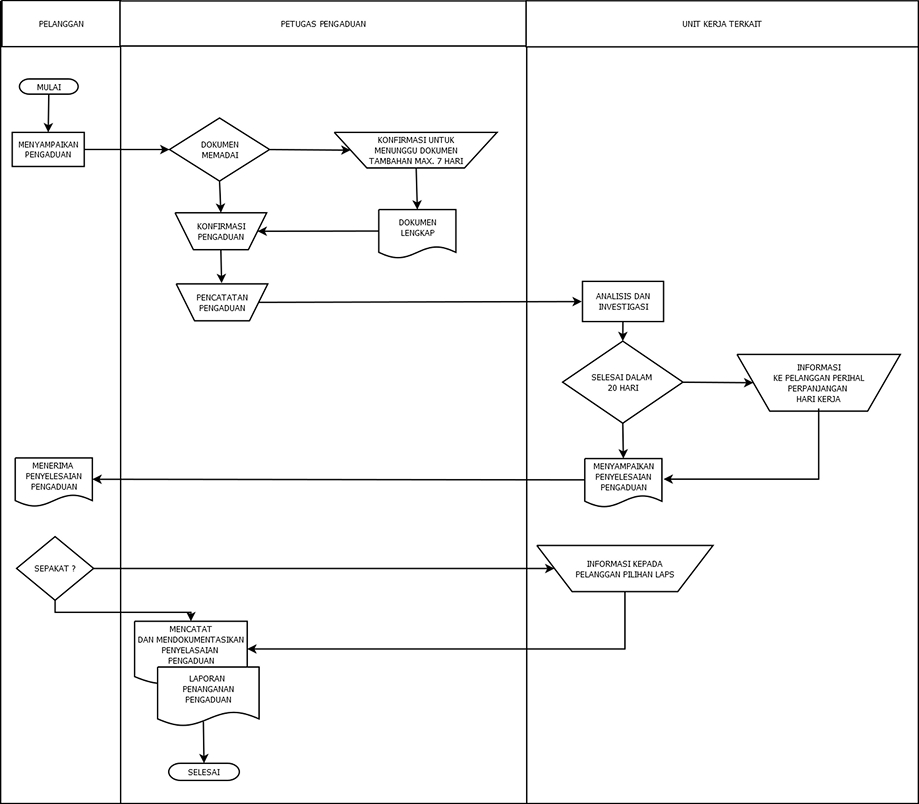 PELANGGAN
PETUGAS PENGADUAN
UNIT KERJA TERKAIT
MULAI
MENYAMPAIKAN
PENGADUAN
DOKUMEN
MEMADAI
KONFIRMASI UNTUK
MENUNGGU DOKUMEN
TAMBAHAN MAX. 7 HARI
KONFIRMASI
PENGADUAN
DOKUMEN
LENGKAP
PENCATATAN
PENGADUAN
ANALISIS DAN
INVESTIGASI
SELESAI DALAM
20 HARI
INFORMASI
KE PELANGGAN PERIHAL
PERPANJANGAN
HARI KERJA
MENERIMA
PENYELESAIAN
PENGADUAN
MENYAMPAIKAN
PENYELESAIAN
PENGADUAN
SEPAKAT ?
INFORMASI KEPADA
PELANGGAN PILIHAN LAPS
MENCATAT
DAN MENDOKUMENTASIKAN
PENYELASAIAN
PENGADUAN
LAPORAN
PENANGANAN
PENGADUAN
SELESAI